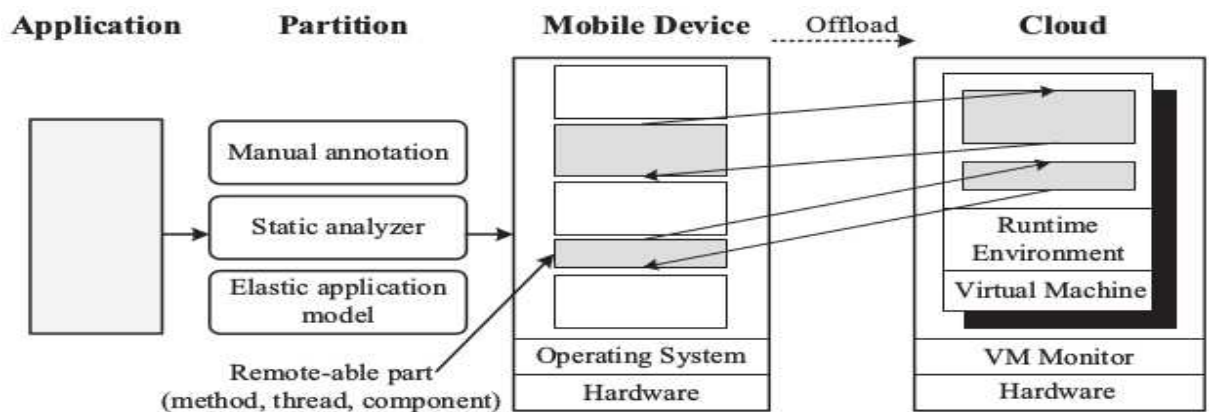 Application
Partition
Mobile Device
Offload
Cloud
Manual annotation
Static analyzer
Elastic application
model
Remote-able part
(method, thread, component)
Operating System
Hardware
Runtime
Environment
Virtual Machine
VM Monitor
Hardware